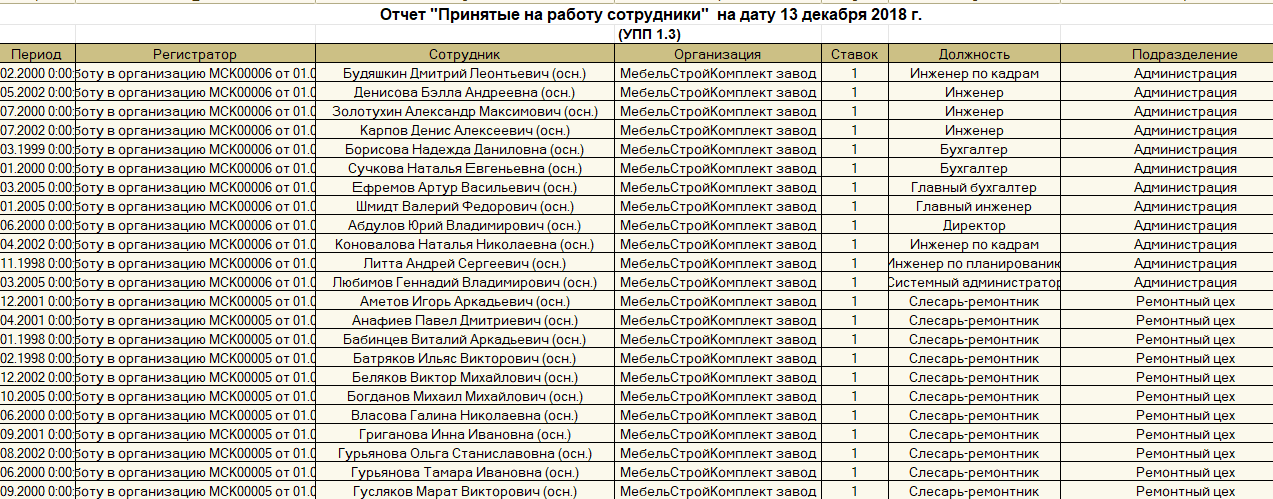 Отчет "Принятые на работу сотрудники" на дату 13 декабря 2018 г.
(УПП 1.3)
Период Регистратор Сотрудник Организация Ставок Должность Подразделение
02.2000 0:00: боту в организацию МСК00006 от 01.0 Будяшкин Дмитрий Леонтьевич (осн.) МебельСтройКомплект завод 1 Инженер по кадрам Администрация
05.2002 0:00: боту в организацию МСК00006 от 01.0 Денисова Бэлла Андреевна (осн.) МебельСтройКомплект завод 1 Инженер Администрация
07.2000 0:00: боту в организацию МСК00006 от 01.0 Золотухин Александр Максимович (осн.) МебельСтройКомплект завод 1 Инженер Администрация
07.2002 0:00: боту в организацию МСК00006 от 01.0 Карпов Денис Алексеевич (осн.) МебельСтройКомплект завод 1 Инженер Администрация
03.1999 0:00: боту в организацию МСК00006 от 01.0 Борисова Надежда Даниловна (осн.) МебельСтройКомплект завод 1 Бухгалтер Администрация
01.2000 0:00: боту в организацию МСК00006 от 01.0 Сучкова Наталья Евгеньевна (осн.) МебельСтройКомплект завод 1 Бухгалтер Администрация
03.2005 0:00: боту в организацию МСК00006 от 01.0 Ефремов Артур Васильевич (осн.) МебельСтройКомплект завод 1 Главный бухгалтер Администрация
01.2005 0:00: боту в организацию МСК00006 от 01.0 Шмидт Валерий Федорович (осн.) МебельСтройКомплект завод 1 Главный инженер Администрация
06.2000 0:00: боту в организацию МСК00006 от 01.0 Абдулов Юрий Владимирович (осн.) МебельСтройКомплект завод 1 Директор Администрация
04.2002 0:00: боту в организацию МСК00006 от 01.0 Коновалова Наталья Николаевна (осн.) МебельСтройКомплект завод 1 Инженер по кадрам Администрация
11.1998 0:00: боту в организацию МСК00006 от 01.0 Литта Андрей Сергеевич (осн.) МебельСтройКомплект завод 1 Инженер по планированик Администрация
03.2005 0:00: боту в организацию МСК00006 от 01.0 Любимов Геннадий Владимирович (осн.) МебельСтройКомплект завод 1 Системный администратор Администрация
12.2001 0:00: боту в организацию МСК00005 от 01.0 Аметов Игорь Аркадьевич (осн.) МебельСтройКомплект завод 1 Слесарь-ремонтник Ремонтный цех
04.2001 0:00: боту в организацию МСК00005 от 01.0 Анафиев Павел Дмитриевич (осн.) МебельСтройКомплект завод 1 Слесарь-ремонтник Ремонтный цех
01.1998 0:00: боту в организацию МСК00005 от 01.0 Бабинцев Виталий Аркадьевич (осн.) МебельСтройКомплект завод 1 Слесарь-ремонтник Ремонтный цех
02.1998 0:00: боту в организацию МСК00005 от 01.0 Батряков Ильяс Викторович (осн.) МебельСтройКомплект завод 1 Слесарь-ремонтник Ремонтный цех
12.2002 0:00: боту в организацию МСК00005 от 01.0 Беляков Виктор Михайлович (осн.) МебельСтройКомплект завод 1 Слесарь-ремонтник Ремонтный цех
10.2005 0:00: боту в организацию МСК00005 от 01.0 Богданов Михаил Михайлович (осн.) МебельСтройКомплект завод 1 Слесарь-ремонтник Ремонтный цех
06.2000 0:00: боту в организацию МСК00005 от 01.0 Власова Галина Николаевна (осн.) МебельСтройКомплект завод 1 Слесарь-ремонтник Ремонтный цех
09.2001 0:00: боту в организацию МСК00005 от 01.0 Григанова Инна Ивановна (осн.) МебельСтройКомплект завод 1 Слесарь-ремонтник Ремонтный цех
08.2002 0:00: боту в организацию МСК00005 от 01.0 Гурьянова Ольга Станиславовна (осн.) МебельСтройКомплект завод 1 Слесарь-ремонтник Ремонтный цех
06.2000 0:00: боту в организацию МСК00005 от 01.0 Гурьянова Тамара Ивановна (осн.) МебельСтройКомплект завод 1 Слесарь-ремонтник Ремонтный цех
09.2000 0:00: боту в организацию МСК00005 от 01.0 Гусляков Марат Викторович (осн.) МебельСтройКомплект завод 1 Слесарь-ремонтник Ремонтный цех